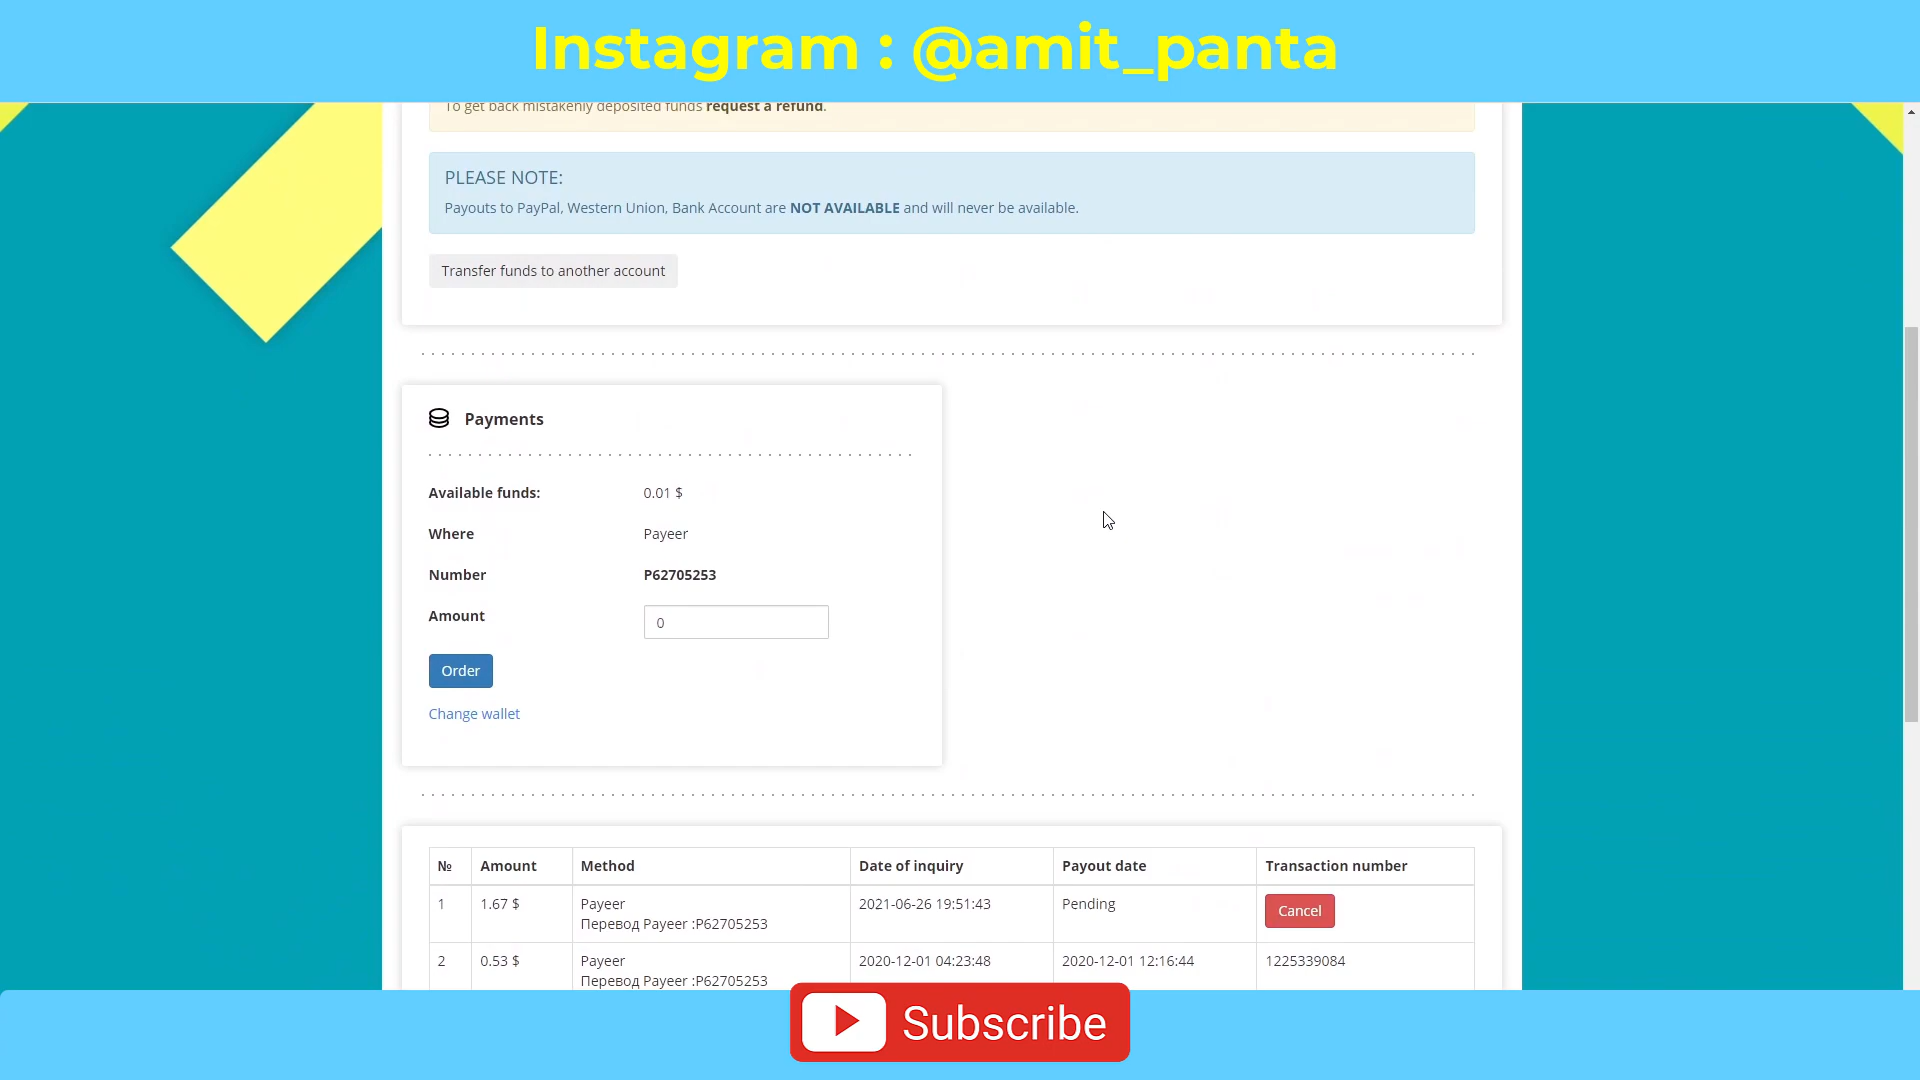 Instagram : @amit_panta
To get back mistakenly deposited funds request a refund.
PLEASE NOTE:
Payouts to PayPal, Western Union, Bank Account are NOT AVAILABLE and will never be available.
Transfer funds to another account
Payments
Available funds: 0.01 $
Where Payeer
Number P62705253
Amount 0
Order
Change wallet
№ Amount Method Date of inquiry Payout date Transaction number
1 1.67 $ Payeer 2021-06-26 19:51:43 Pending Cancel
Перевод Payeer :P62705253
2 0.53 $ Payeer 2020-12-01 04:23:48 2020-12-01 12:16:44 1225339084
Перевод Payeer :P62705253
Subscribe